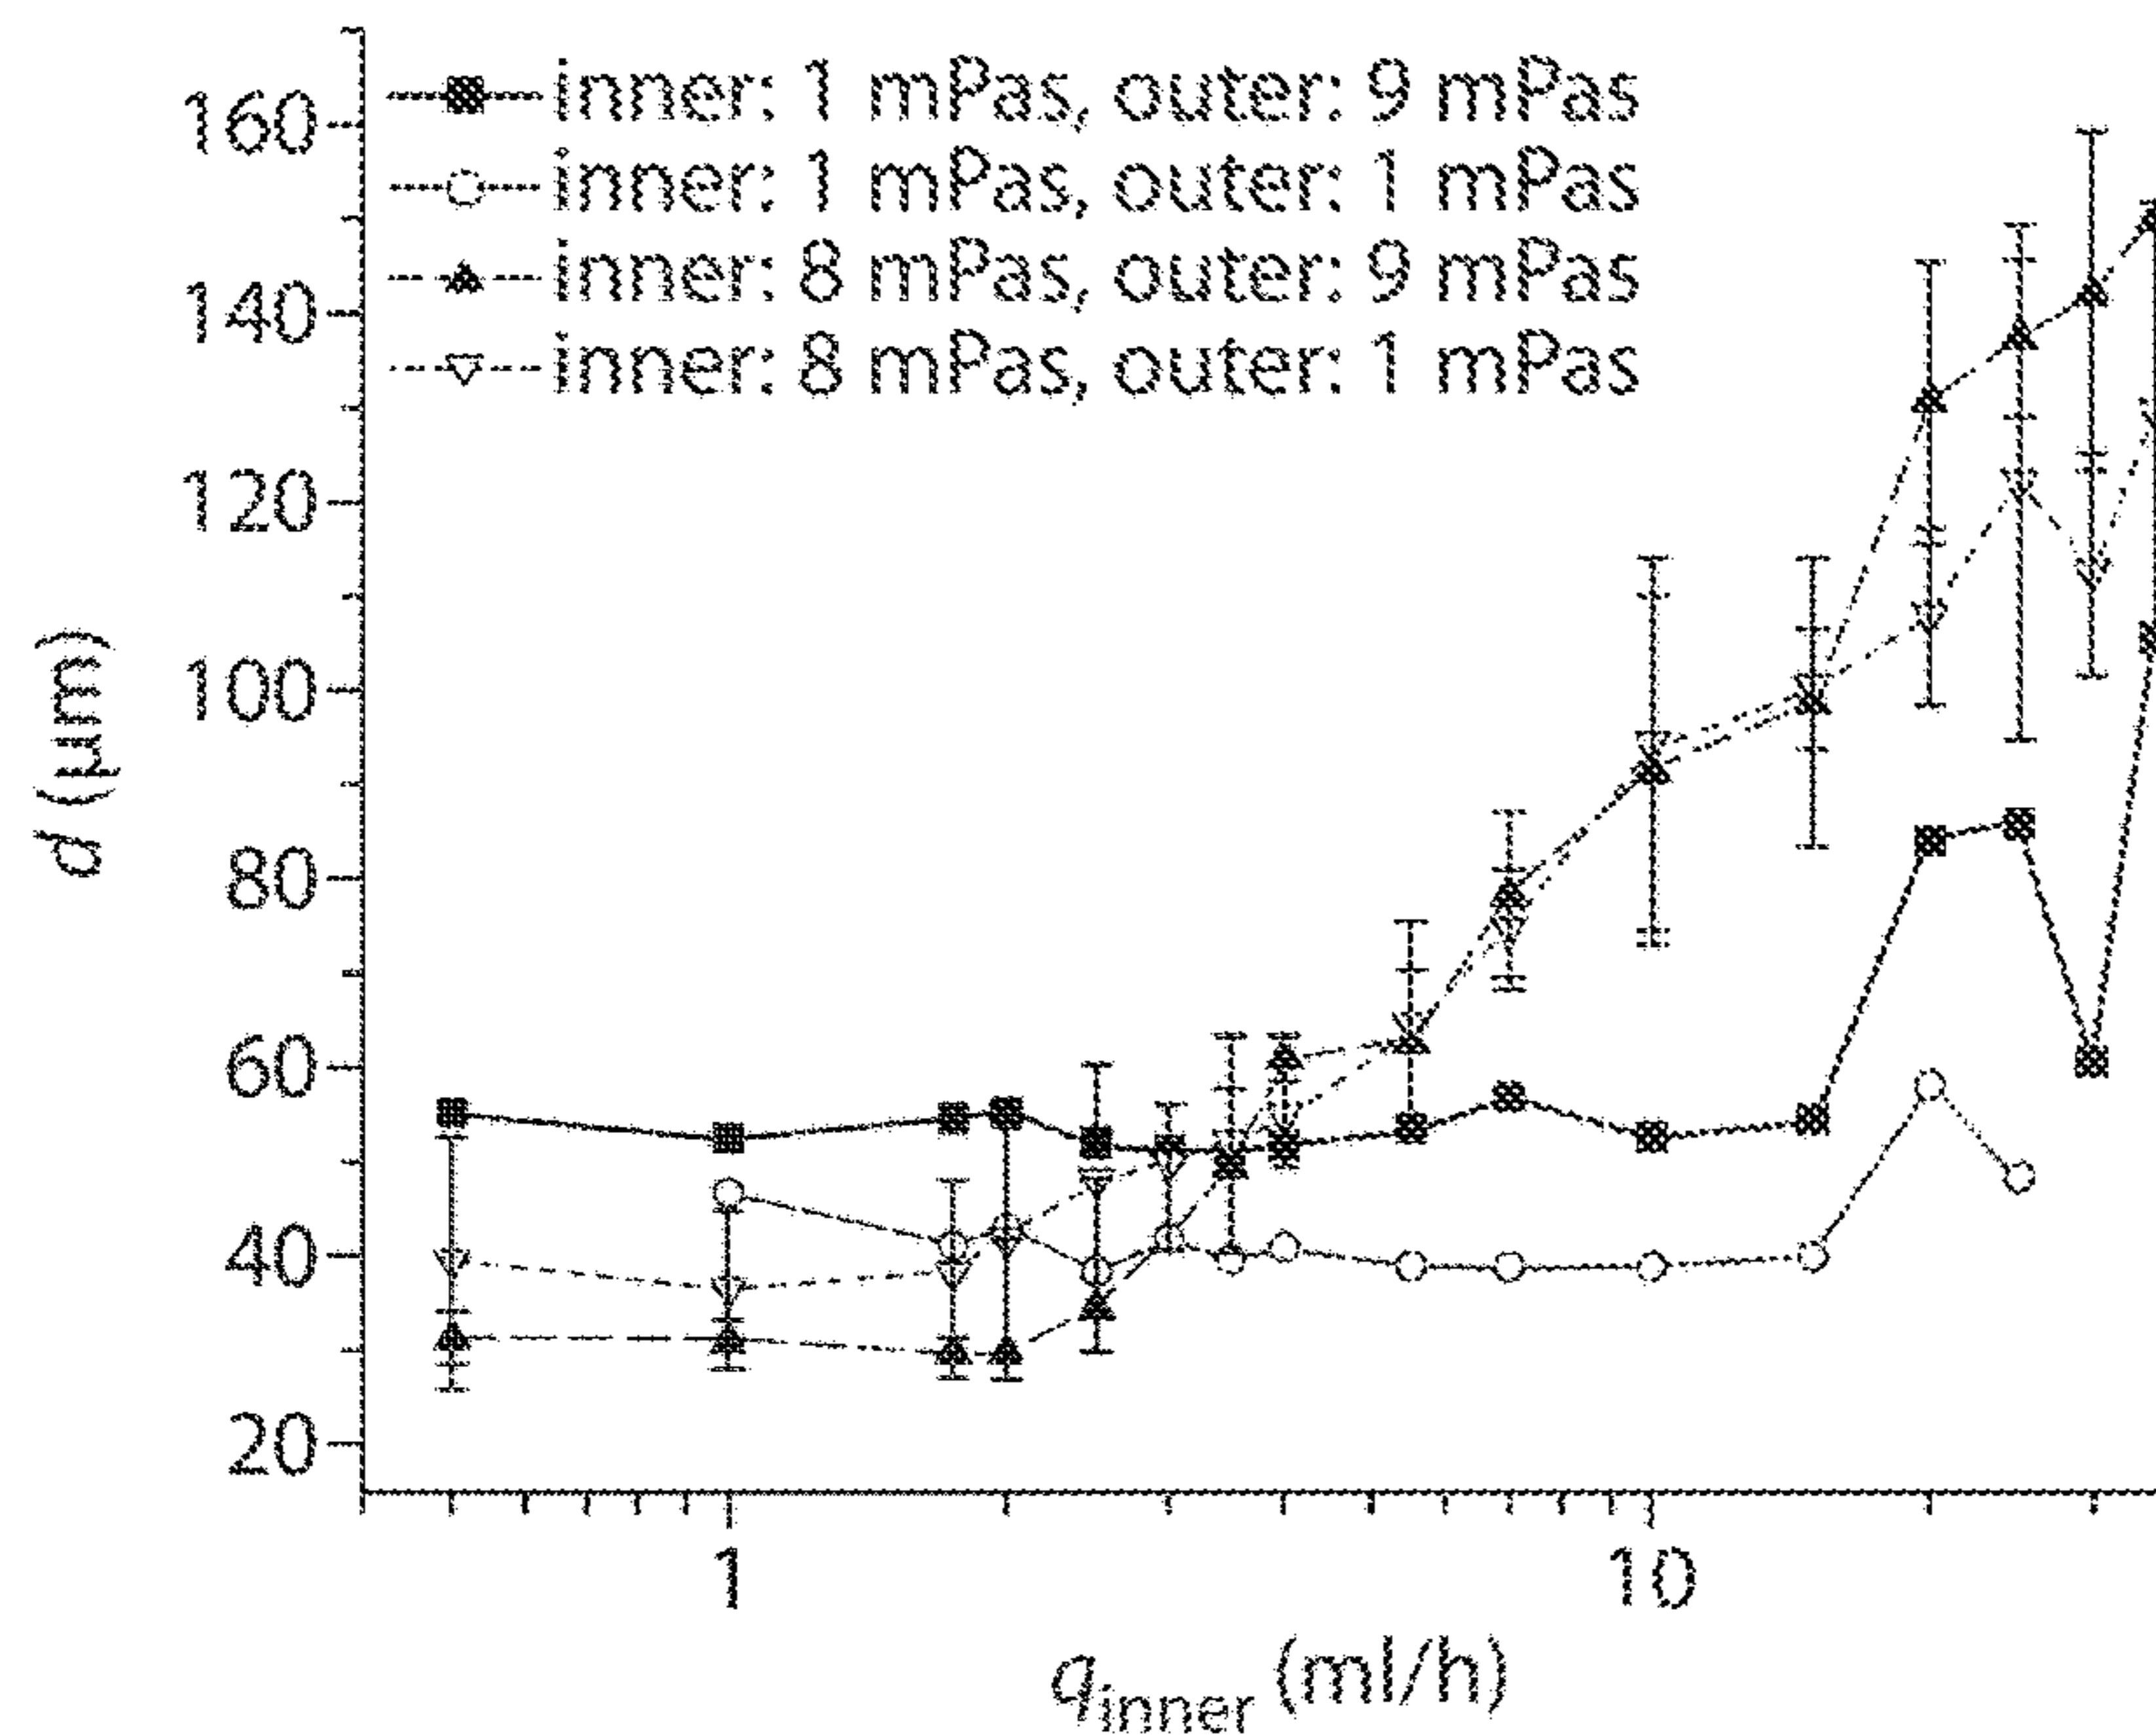 inner: 1 mPas, outer: 9 mPas
inner: 1 mPas, outer: 1 mPas
inner: 8 mPas, outer: 9 mPas
inner: 8 mPas, outer: 1 mPas
160
140
120
100
80
60
40
20
d (µm)
1 10
qinner (ml/h)